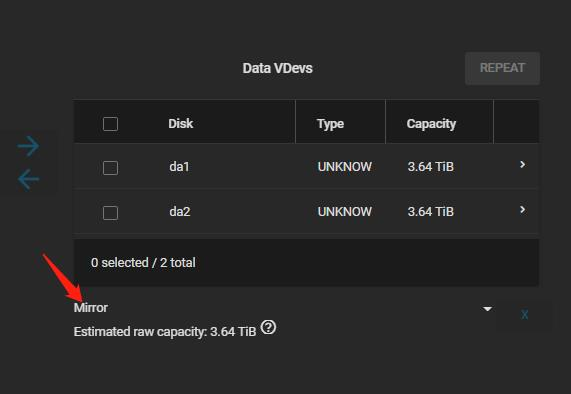 Data VDevs
REPEAT
Disk Type Capacity
da1 UNKNOW 3.64 TiB
da2 UNKNOW 3.64 TiB
0 selected / 2 total
Mirror
X
Estimated raw capacity: 3.64 TiB ?